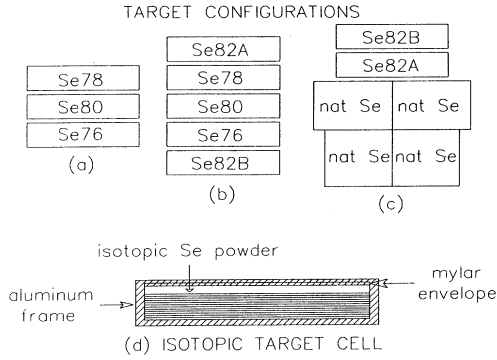 TARGET CONFIGURATIONS
Se78
Se80
Se76
(a)
Se82A
Se78
Se80
Se76
Se82B
(b)
Se82B
Se82A
nat Se nat Se
nat Se nat Se
(c)
isotopic Se powder
aluminum
frame
mylar
envelope
(d) ISOTOPIC TARGET CELL